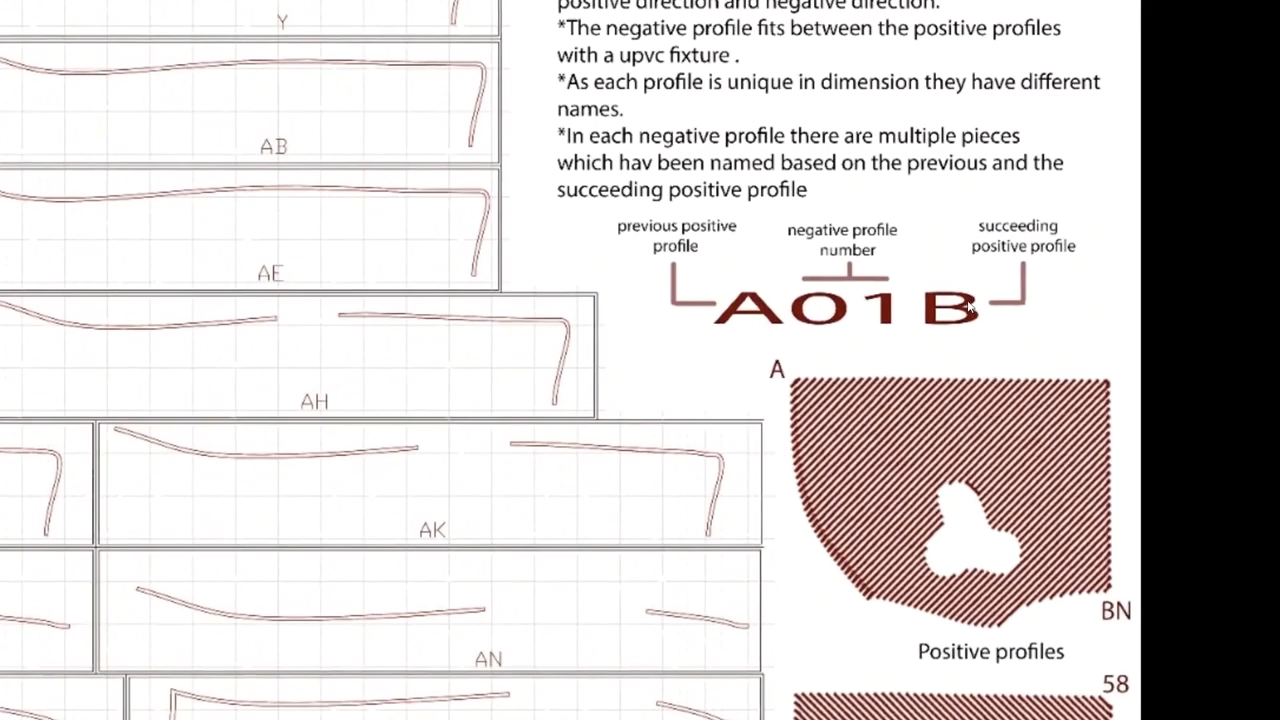 positive direction and negative direction.
*The negative profile fits between the positive profiles
with a upvc fixture .
*As each profile is unique in dimension they have different
names.
*In each negative profile there are multiple pieces
which hav been named based on the previous and the
succeeding positive profile
previous positive
profile
negative profile
number
succeeding
positive profile
A01B
A
BN
Positive profiles
58
Y
AB
AE
AH
AK
AN